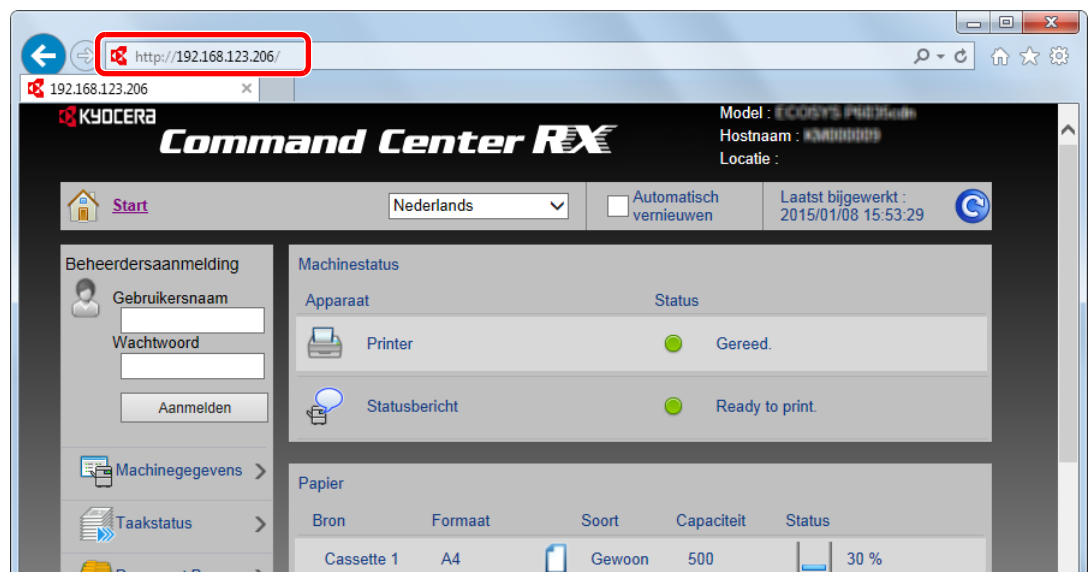 http://192.168.123.206/
192.168.123.206
KYOCERA
Command Center RX
Model :
Hostnaam :
Locatie :
Start
Nederlands
Automatisch
vernieuwen
Laatst bijgewerkt :
2015/01/08 15:53:29
Beheerdersaanmelding
Gebruikersnaam
Wachtwoord
Aanmelden
Machinegegevens
Taakstatus
Machinestatus
Apparaat Status
Printer Gereed.
Statusbericht Ready to print.
Papier
Bron Formaat Soort Capaciteit Status
Cassette 1 A4 Gewoon 500 30 %